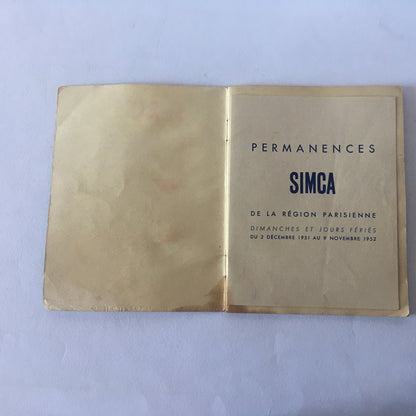 PERMANENCES
SIMCA
DE LA RÉGION PARISIENNE
DIMANCHES ET JOURS FÉRIÉS
DU 2 DÉCEMBRE 1951 AU 9 NOVEMBRE 1952